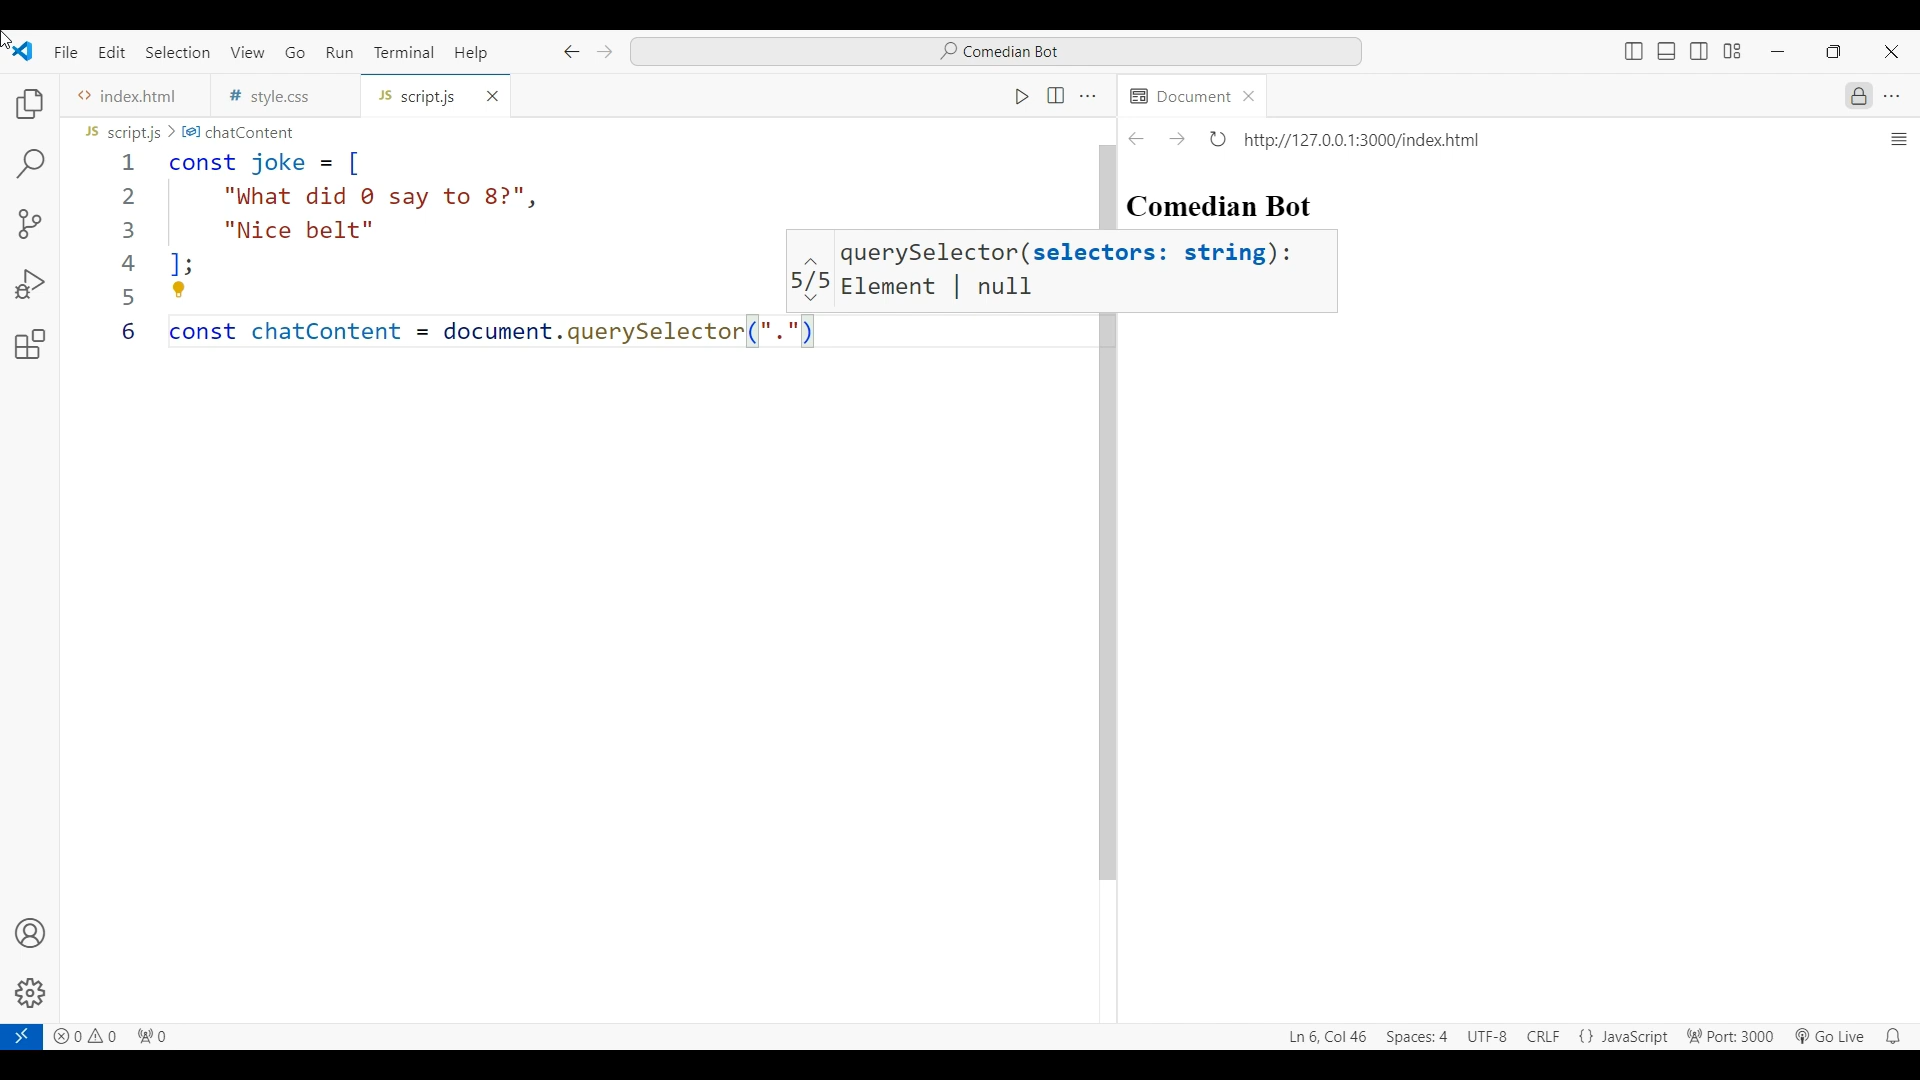 File Edit Selection View Go Run Terminal Help
Comedian Bot
index.html
# style.css
JS script.js
Document
JS script.js > chatContent
http://127.0.0.1:3000/index.html
1 const joke = [
2 "What did 0 say to 8?",
3 "Nice belt"
4 ];
5
6 const chatContent = document.querySelector(".")
5/5
querySelector(selectors: string):
Element | null
Comedian Bot
0 0 0
Ln 6, Col 46 Spaces: 4 UTF-8 CRLF {} JavaScript Port: 3000 Go Live